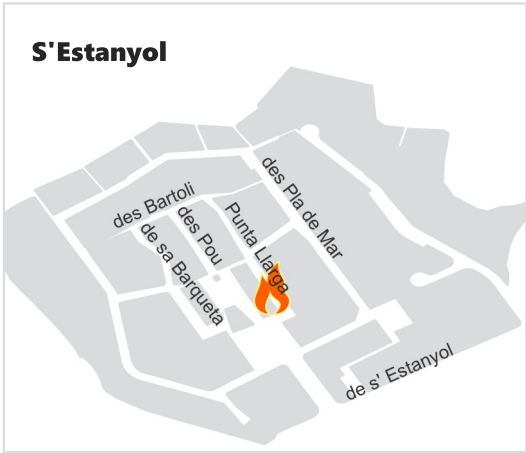 S'Estanyol
des Bartoli
des Pou
de sa Barqueta
Punta Llarga
des Pla de Mar
de s' Estanyol